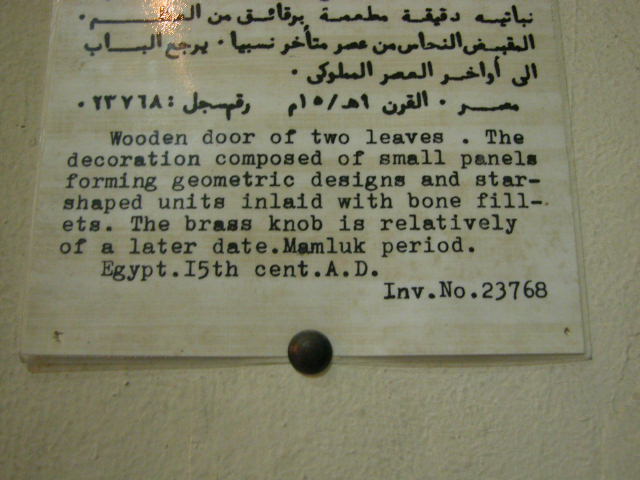 نباتيه دقيقة مطعمة برقائق من العظم ·
المقبض النحاس من عصر متأخر نسبيا · يرجع الباب
الى أواخر العصر المملوكى ·
مصر · القرن ٩هـ/١٥م رقم سجل : ٢٣٧٦٨ ·
Wooden door of two leaves . The
decoration composed of small panels
forming geometric designs and star-
shaped units inlaid with bone fill-
ets. The brass knob is relatively
of a later date.Mamluk period.
Egypt.I5th cent.A.D.
Inv.No.23768